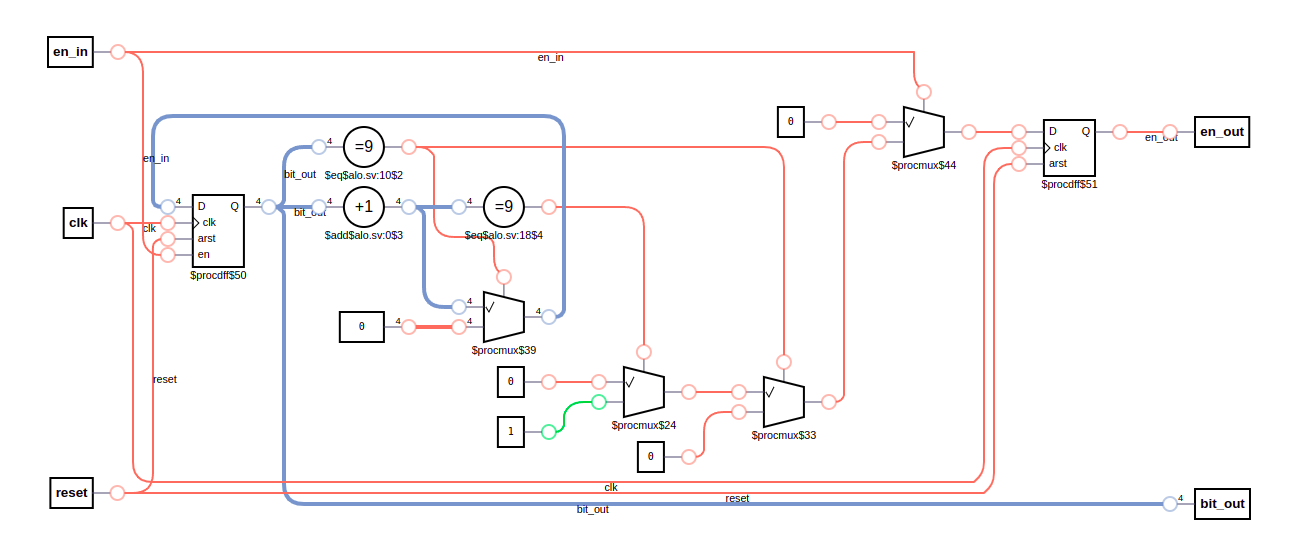 en_in
en_in
0
D
Q
clk
arst
en_out
en_out
$procmux$44
$procdff$51
4
=9
$eq$alo.sv:10$2
en_in
bit_out
4
D
Q
4
clk
arst
en
$procdff$50
bit_out
4
+1
4
$add$alo.sv:0$3
4
=9
$eq$alo.sv:18$4
clk
clk
4
4
0
4
4
$procmux$39
0
1
$procmux$24
0
$procmux$33
reset
reset
clk
reset
bit_out
4
bit_out